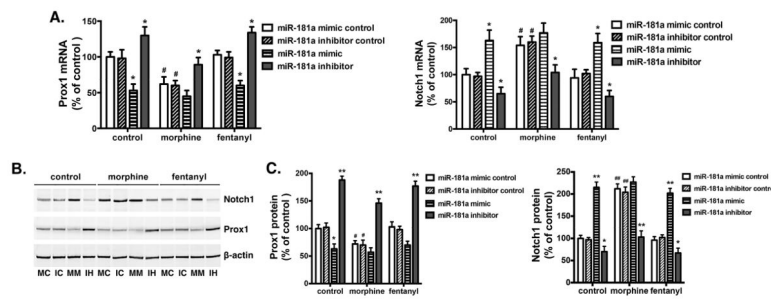 A.
Prox1 mRNA
(% of control)
150
100
50
0
control
morphine
fentanyl
*
*
#
#
*
*
*
miR-181a mimic control
miR-181a inhibitor control
miR-181a mimic
miR-181a inhibitor
Notch1 mRNA
(% of control)
200
150
100
50
0
control
morphine
fentanyl
*
*
#
#
*
*
*
miR-181a mimic control
miR-181a inhibitor control
miR-181a mimic
miR-181a inhibitor
B.
control morphine fentanyl
Notch1
Prox1
β-actin
MC IC MM IH MC IC MM IH MC IC MM IH
C.
Prox1 protein
(% of control)
200
150
100
50
0
control
morphine
fentanyl
*
**
#
#
**
**
miR-181a mimic control
miR-181a inhibitor control
miR-181a mimic
miR-181a inhibitor
Notch1 protein
(% of control)
200
100
50
0
control
morphine
fentanyl
**
*
##
##
**
**
*
miR-181a mimic control
miR-181a inhibitor control
miR-181a mimic
miR-181a inhibitor